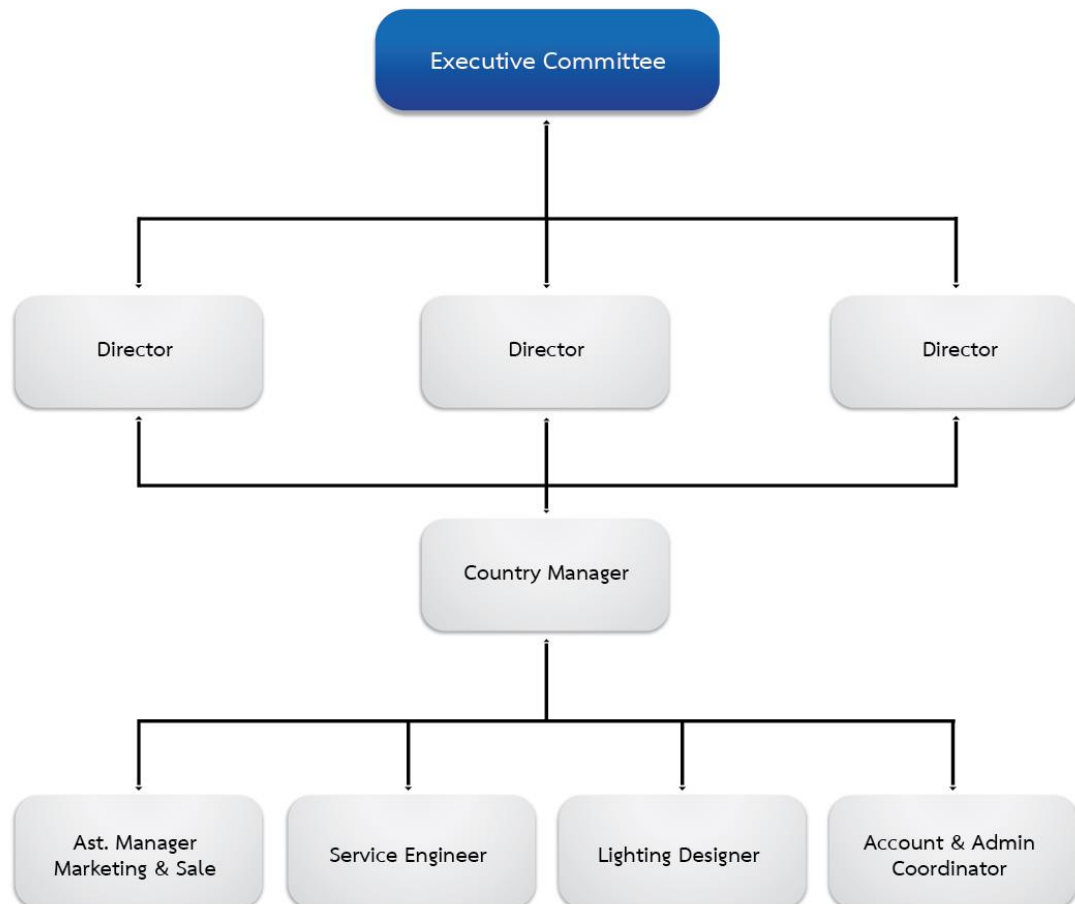 Executive Committee
Director
Director
Director
Country Manager
Ast. Manager
Marketing & Sale
Service Engineer
Lighting Designer
Account & Admin
Coordinator